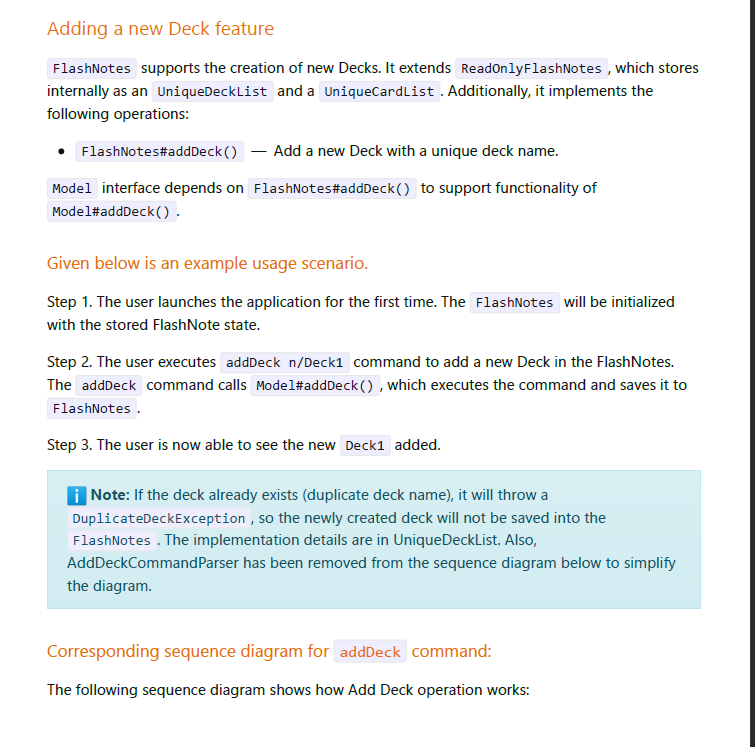 Adding a new Deck feature
FlashNotes supports the creation of new Decks. It extends ReadOnlyFlashNotes , which stores
internally as an UniqueDeckList and a UniqueCardList . Additionally, it implements the
following operations:
• FlashNotes#addDeck() — Add a new Deck with a unique deck name.
Model interface depends on FlashNotes#addDeck() to support functionality of
Model#addDeck() .
Given below is an example usage scenario.
Step 1. The user launches the application for the first time. The FlashNotes will be initialized
with the stored FlashNote state.
Step 2. The user executes addDeck n/Deck1 command to add a new Deck in the FlashNotes.
The addDeck command calls Model#addDeck() , which executes the command and saves it to
FlashNotes .
Step 3. The user is now able to see the new Deck1 added.
ℹ️ Note: If the deck already exists (duplicate deck name), it will throw a
DuplicateDeckException , so the newly created deck will not be saved into the
FlashNotes . The implementation details are in UniqueDeckList. Also,
AddDeckCommandParser has been removed from the sequence diagram below to simplify
the diagram.
Corresponding sequence diagram for addDeck command:
The following sequence diagram shows how Add Deck operation works: